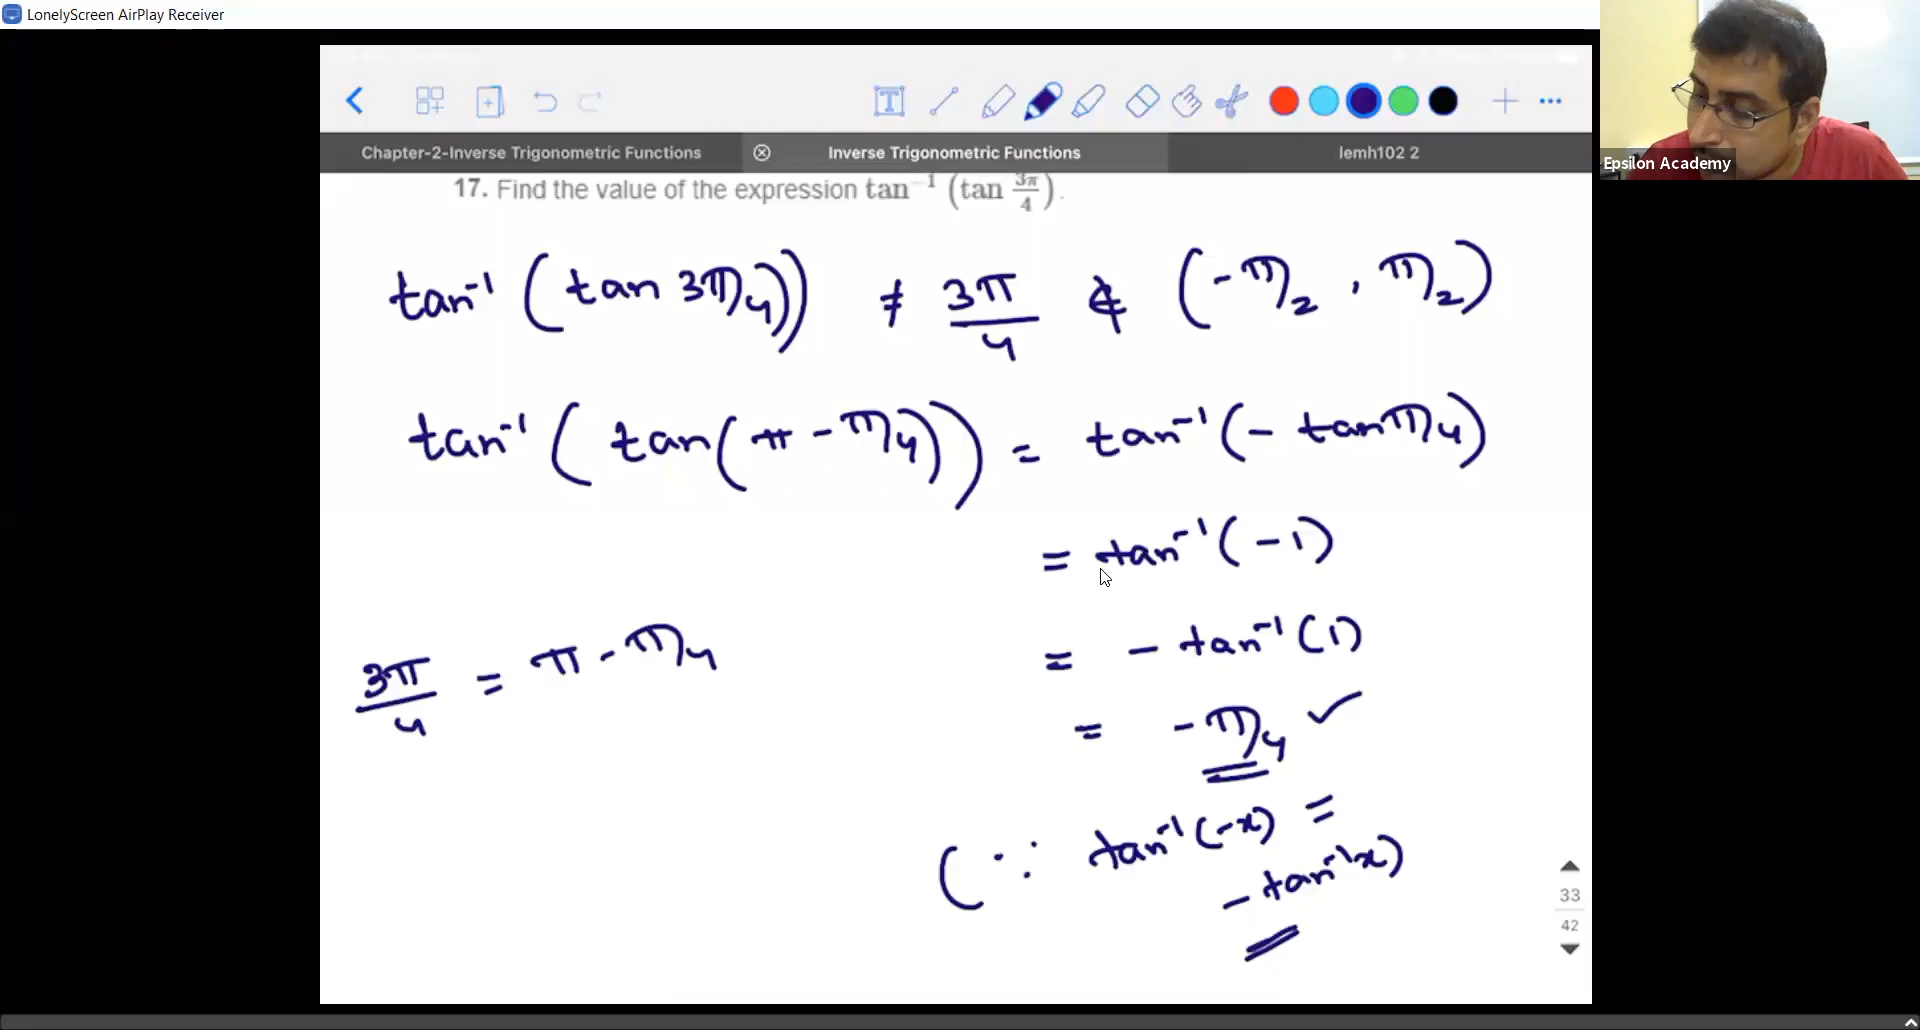 LonelyScreen AirPlay Receiver
Chapter-2-Inverse Trigonometric Functions
Inverse Trigonometric Functions
lemh102 2
Epsilon Academy
17. Find the value of the expression tan⁻¹ (tan 3π/4).
tan⁻¹ (tan 3π/4)) ≠ 3π/4 ∉ (-π/2, π/2)
tan⁻¹ (tan(π - π/4)) = tan⁻¹(- tan π/4)
= tan⁻¹(-1)
= - tan⁻¹(1)
3π/4 = π - π/4
= - π/4 ✓
(∵ tan⁻¹(-x) =
- tan⁻¹x)
33
42